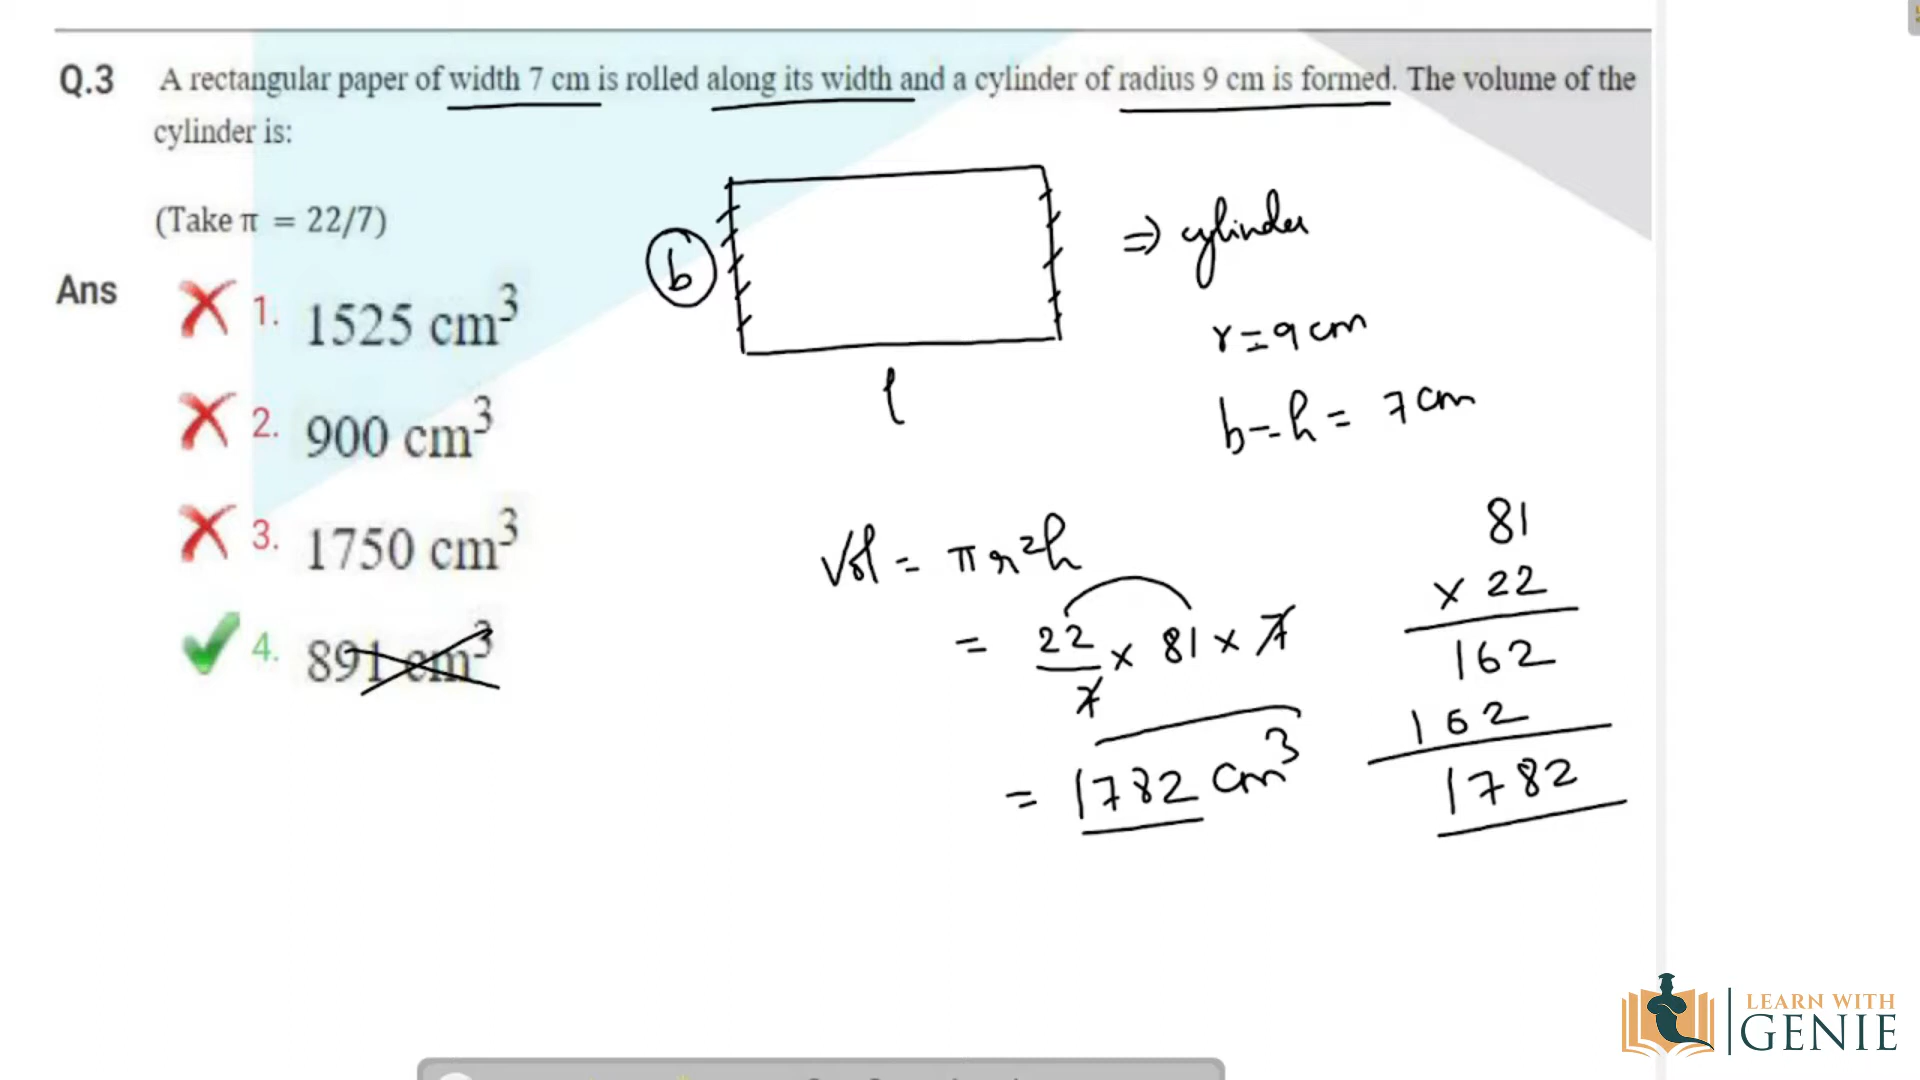 Q.3 A rectangular paper of width 7 cm is rolled along its width and a cylinder of radius 9 cm is formed. The volume of the
cylinder is:
(Take π = 22/7)
Ans
1. 1525 cm³
2. 900 cm³
3. 1750 cm³
4. 891 cm³
b
l
⇒ cylinder
r = 9 cm
b = h = 7 cm
Vol = πr²h
= 22/7 × 81 × 7
= 1782 cm³
81
× 22
162
162
1782
LEARN WITH
GENIE